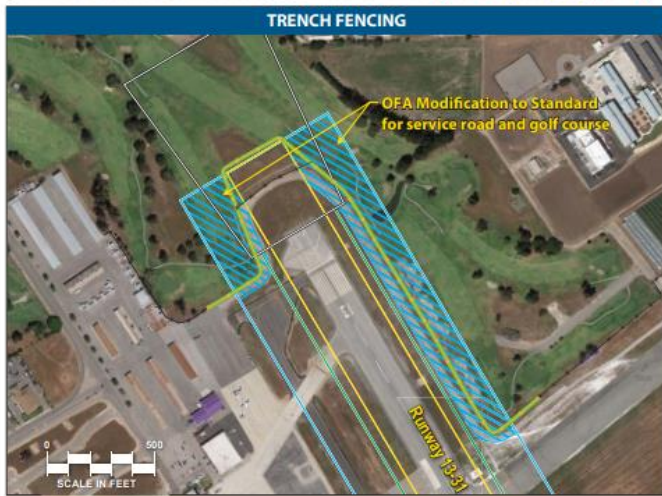 TRENCH FENCING
OFA Modification to Standard
for service road and golf course
Runway 13-31
0
500
SCALE IN FEET